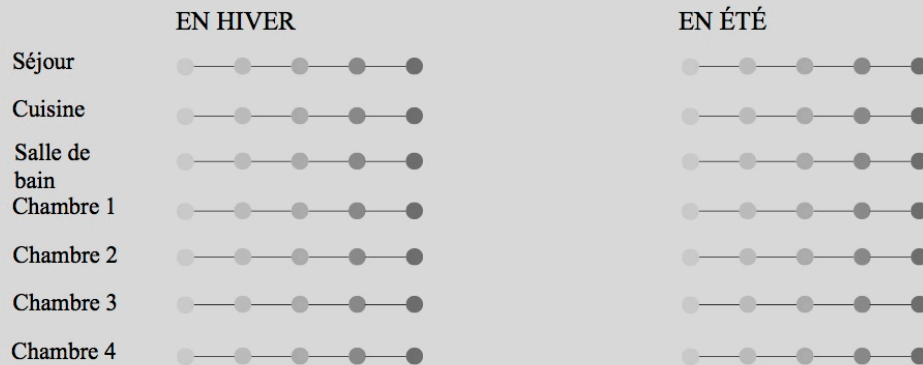 EN HIVER EN ÉTÉ
Séjour
Cuisine
Salle de
bain
Chambre 1
Chambre 2
Chambre 3
Chambre 4